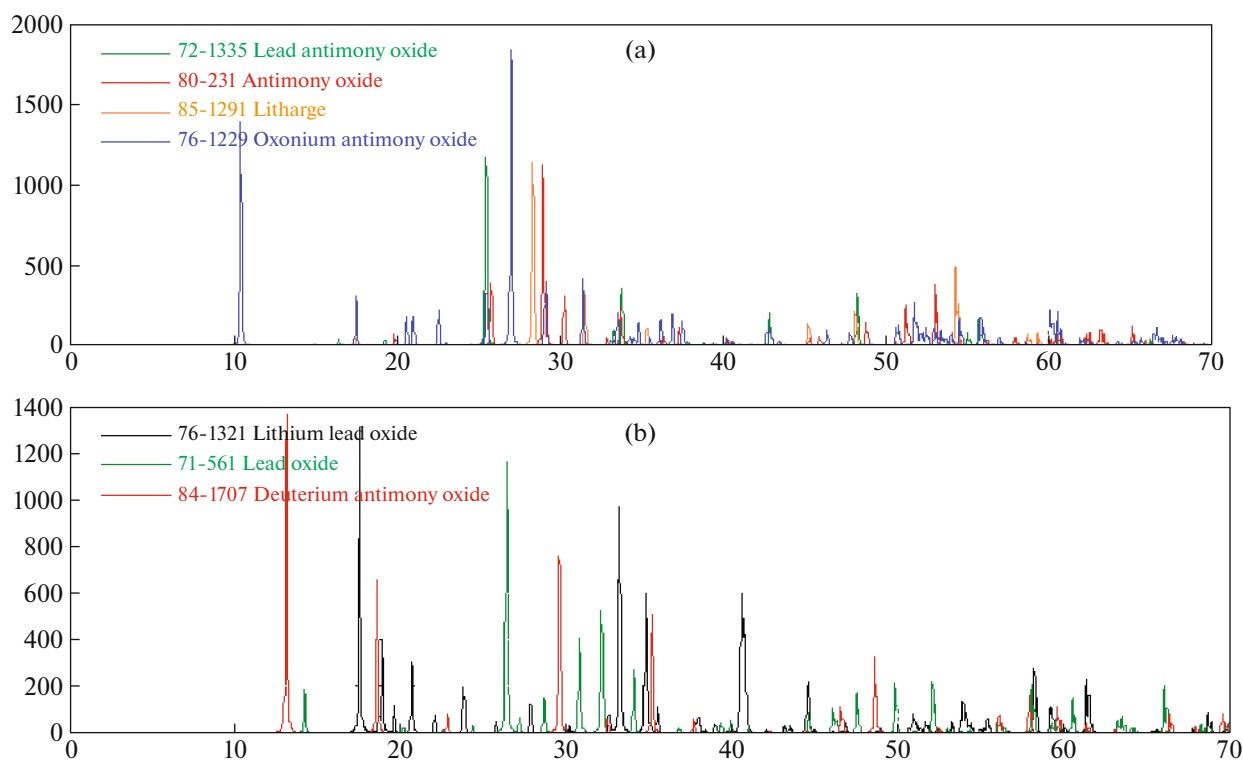 2000
(a)
72-1335 Lead antimony oxide
80-231 Antimony oxide
1500
85-1291 Litharge
76-1229 Oxonium antimony oxide
1000
500
0
0 10 20 30 40 50 60 70
1400
(b)
76-1321 Lithium lead oxide
1200
71-561 Lead oxide
84-1707 Deuterium antimony oxide
1000
800
600
400
200
0
0 10 20 30 40 50 60 70